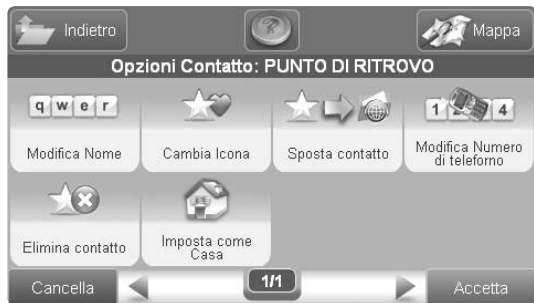 Indietro
?
Mappa
Opzioni Contatto: PUNTO DI RITROVO
q w e r
Modifica Nome
Cambia Icona
Sposta contatto
1 2 4
Modifica Numero
di teleforno
Elimina contatto
Imposta come
Casa
Cancella
1/1
Accetta